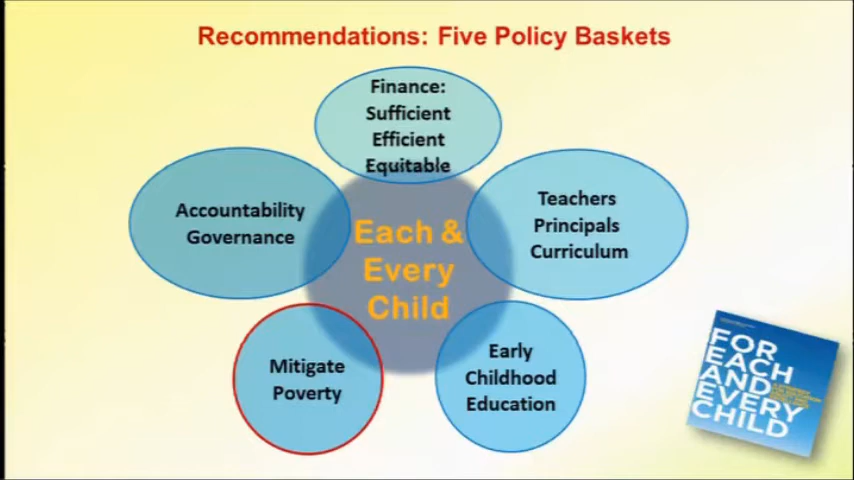 Recommendations: Five Policy Baskets
Finance:
Sufficient
Efficient
Equitable
Accountability
Governance
Teachers
Principals
Curriculum
Each &
Every
Child
Mitigate
Poverty
Early
Childhood
Education
FOR
EACH
AND
EVERY
CHILD